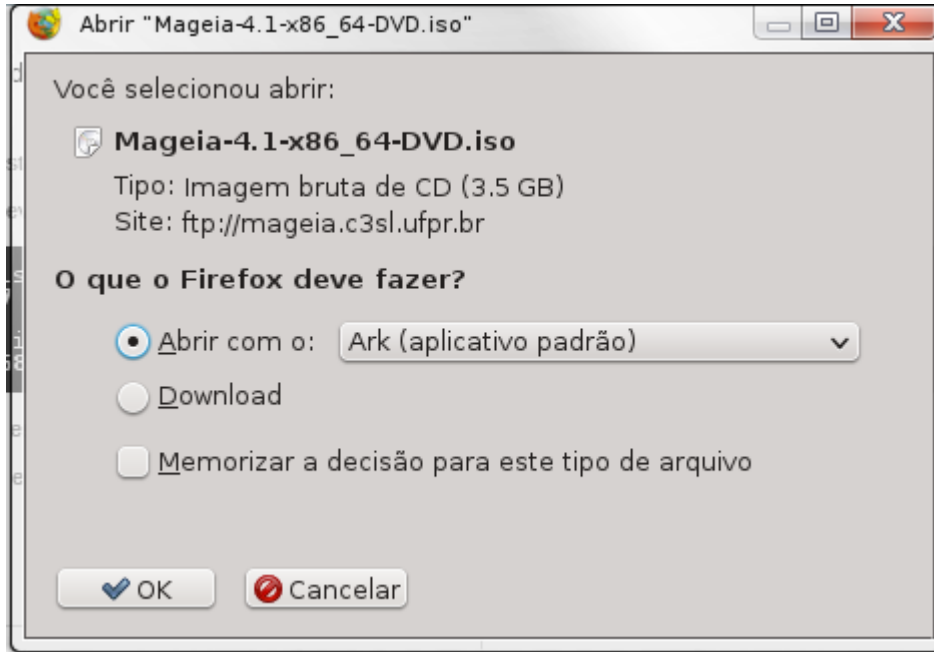 Abrir "Mageia-4.1-x86_64-DVD.iso"
Você selecionou abrir:
Mageia-4.1-x86_64-DVD.iso
Tipo: Imagem bruta de CD (3.5 GB)
Site: ftp://mageia.c3sl.ufpr.br
O que o Firefox deve fazer?
Abrir com o: Ark (aplicativo padrão)
Download
Memorizar a decisão para este tipo de arquivo
OK Cancelar